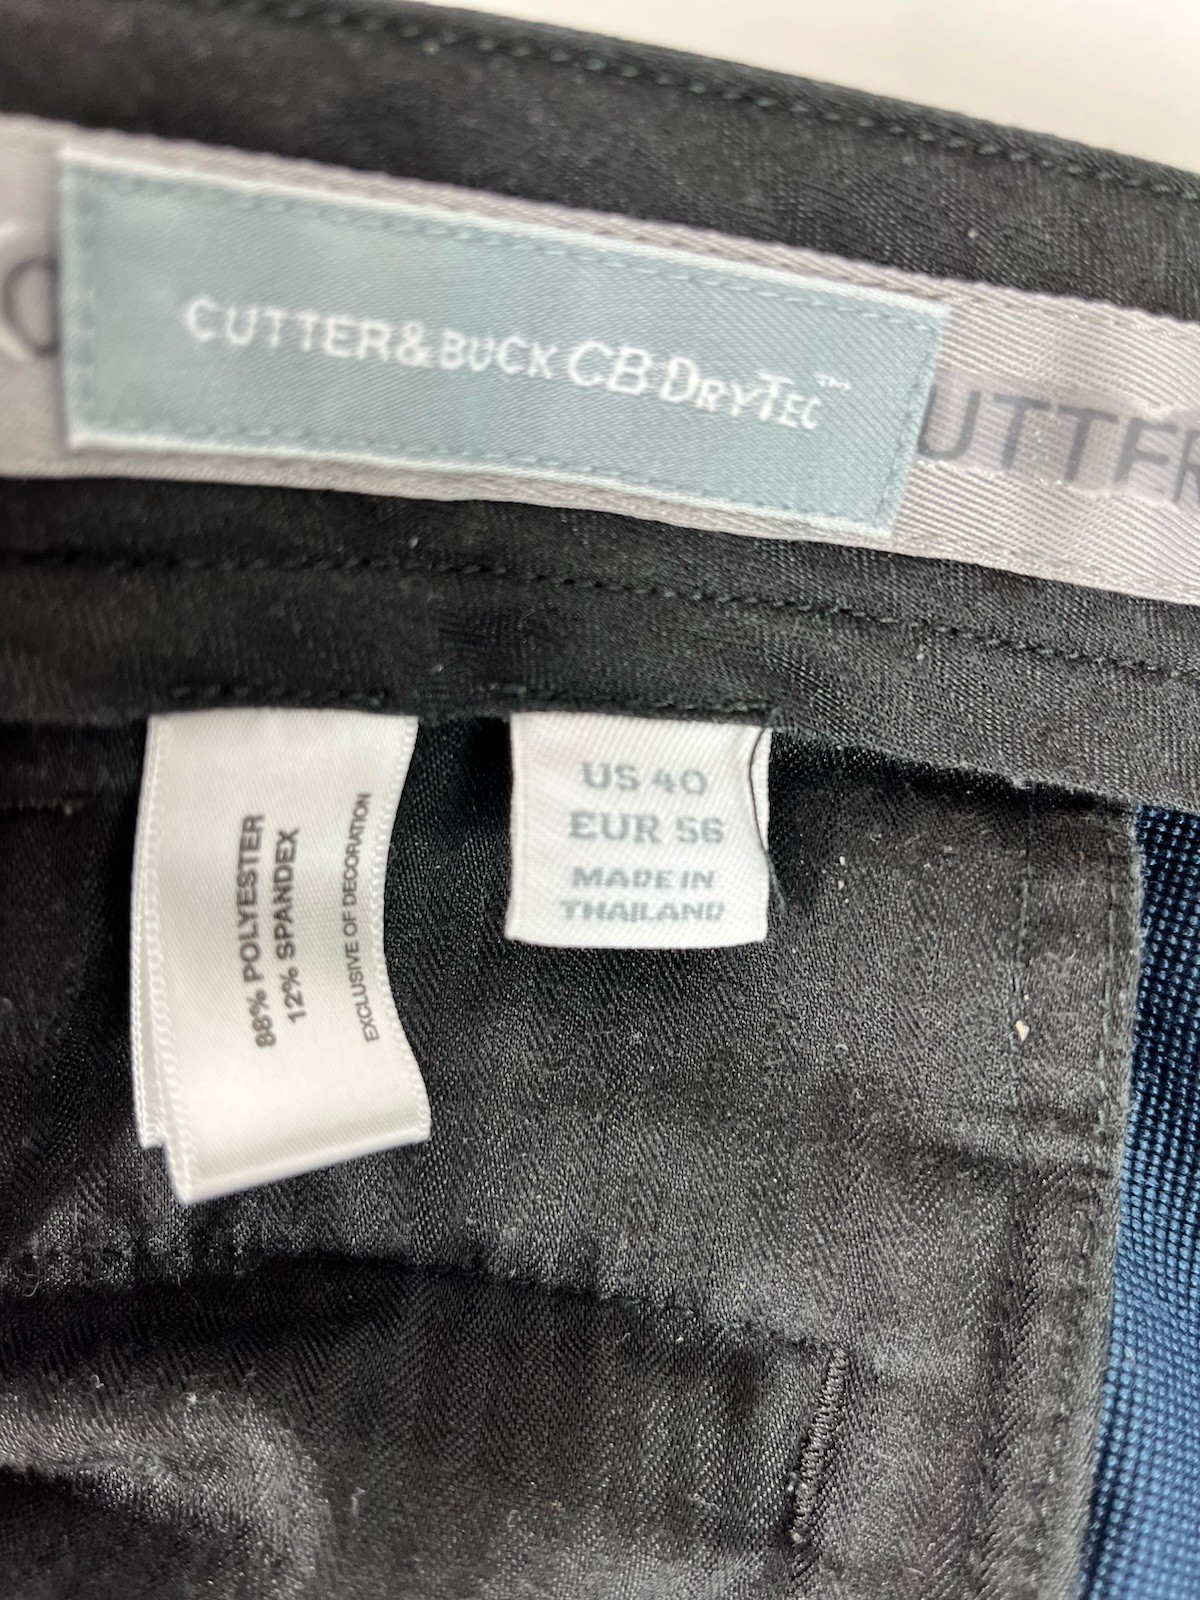 CUTTER&BUCK CB DRYTEC™
UTTER
US 40
EUR 56
MADE IN
THAILAND
88% POLYESTER
12% SPANDEX
EXCLUSIVE OF DECORATION